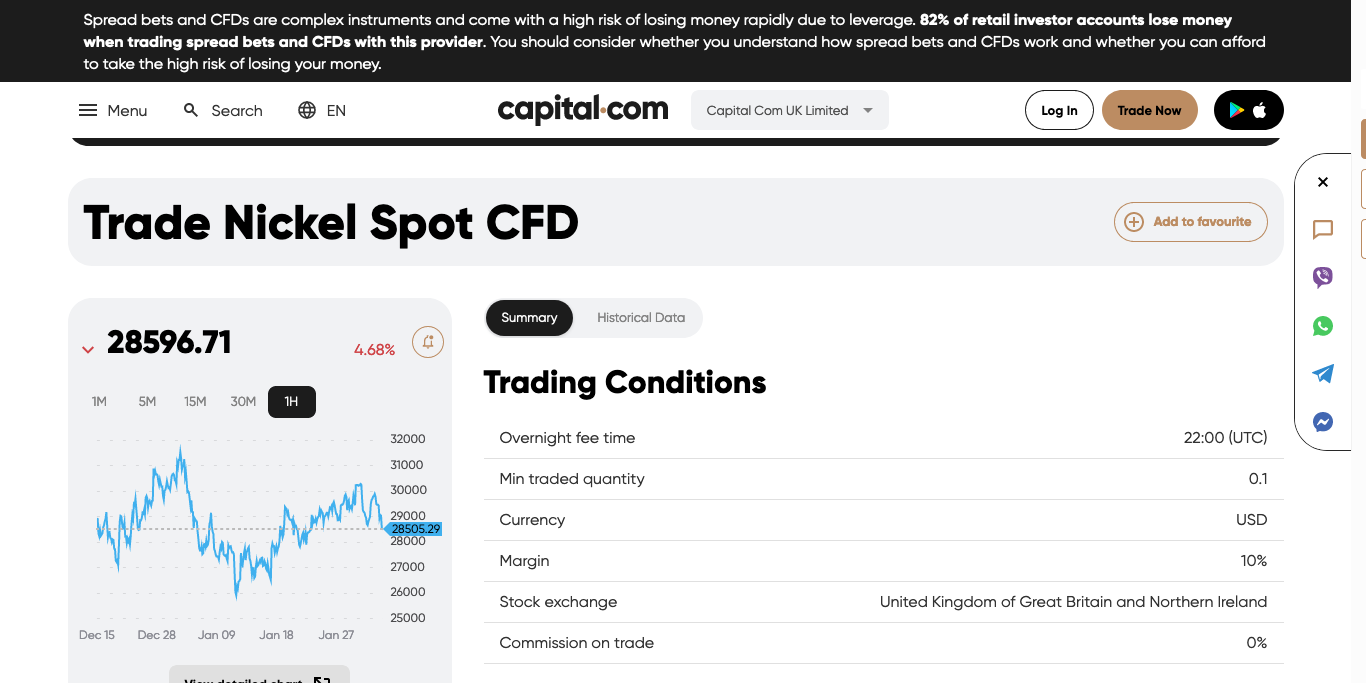 Spread bets and CFDs are complex instruments and come with a high risk of losing money rapidly due to leverage. 82% of retail investor accounts lose money
when trading spread bets and CFDs with this provider. You should consider whether you understand how spread bets and CFDs work and whether you can afford
to take the high risk of losing your money.
Menu Search EN capital.com Capital Com UK Limited Log In Trade Now
Trade Nickel Spot CFD
Add to favourite
28596.71
4.68%
1M 5M 15M 30M 1H
32000
31000
30000
29000
28505.29
28000
27000
26000
25000
Dec 15 Dec 28 Jan 09 Jan 18 Jan 27
View detailed chart
Summary Historical Data
Trading Conditions
Overnight fee time 22:00 (UTC)
Min traded quantity 0.1
Currency USD
Margin 10%
Stock exchange United Kingdom of Great Britain and Northern Ireland
Commission on trade 0%